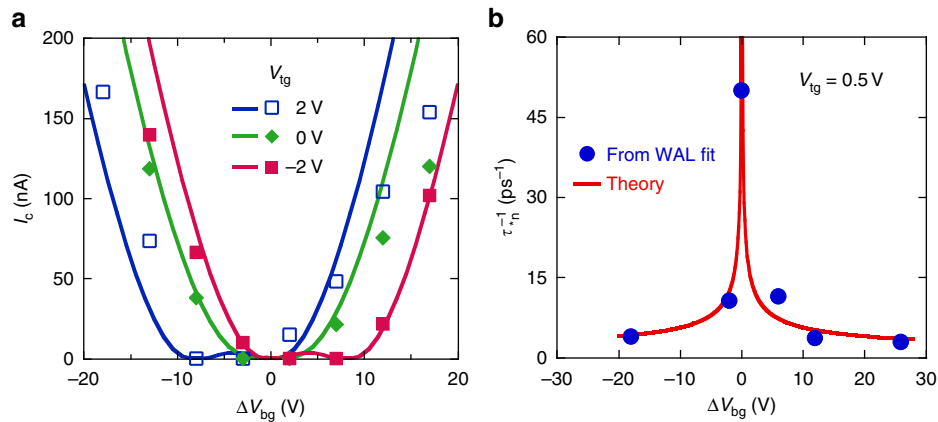 a
200
150
100
50
0
I_c (nA)
V_tg
2 V
0 V
−2 V
−20 −10 0 10 20
ΔV_bg (V)
b
60
45
30
15
0
τ_*n^−1 (ps^−1)
V_tg = 0.5 V
From WAL fit
Theory
−30 −20 −10 0 10 20 30
ΔV_bg (V)